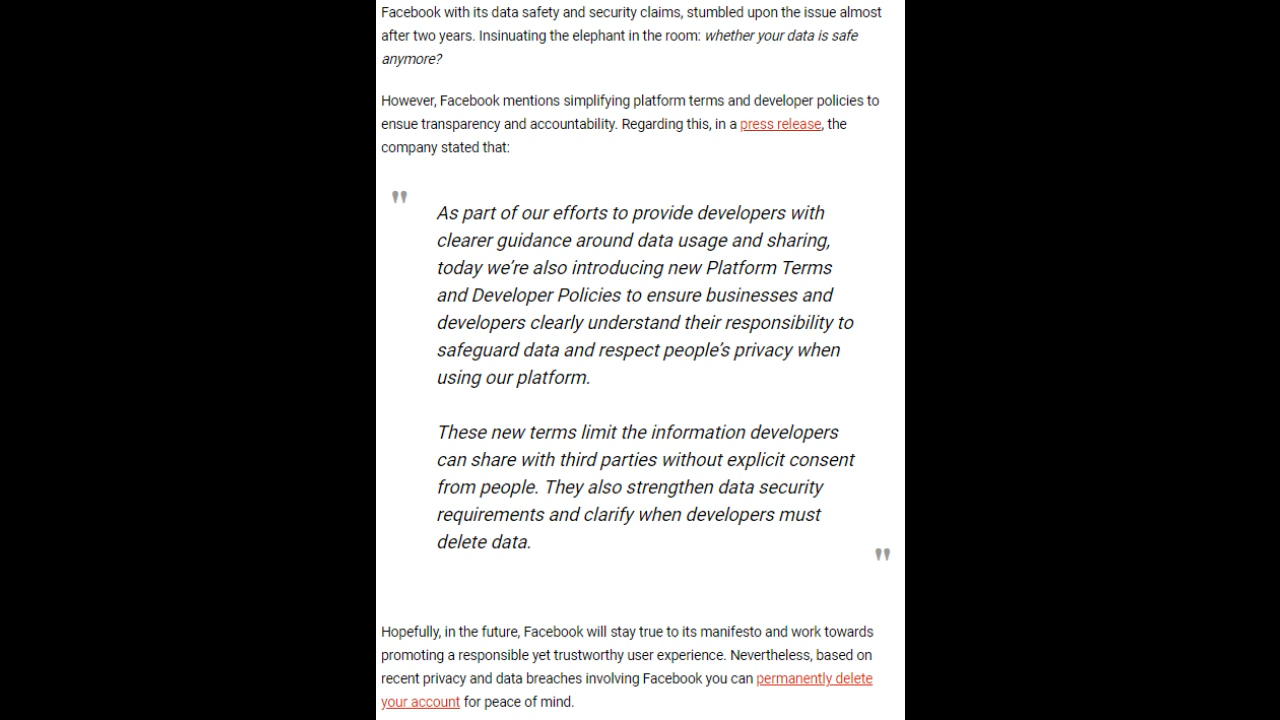 Facebook with its data safety and security claims, stumbled upon the issue almost
after two years. Insinuating the elephant in the room: whether your data is safe
anymore?
However, Facebook mentions simplifying platform terms and developer policies to
ensue transparency and accountability. Regarding this, in a press release, the
company stated that:
"
As part of our efforts to provide developers with
clearer guidance around data usage and sharing,
today we're also introducing new Platform Terms
and Developer Policies to ensure businesses and
developers clearly understand their responsibility to
safeguard data and respect people's privacy when
using our platform.
These new terms limit the information developers
can share with third parties without explicit consent
from people. They also strengthen data security
requirements and clarify when developers must
delete data.
"
Hopefully, in the future, Facebook will stay true to its manifesto and work towards
promoting a responsible yet trustworthy user experience. Nevertheless, based on
recent privacy and data breaches involving Facebook you can permanently delete
your account for peace of mind.